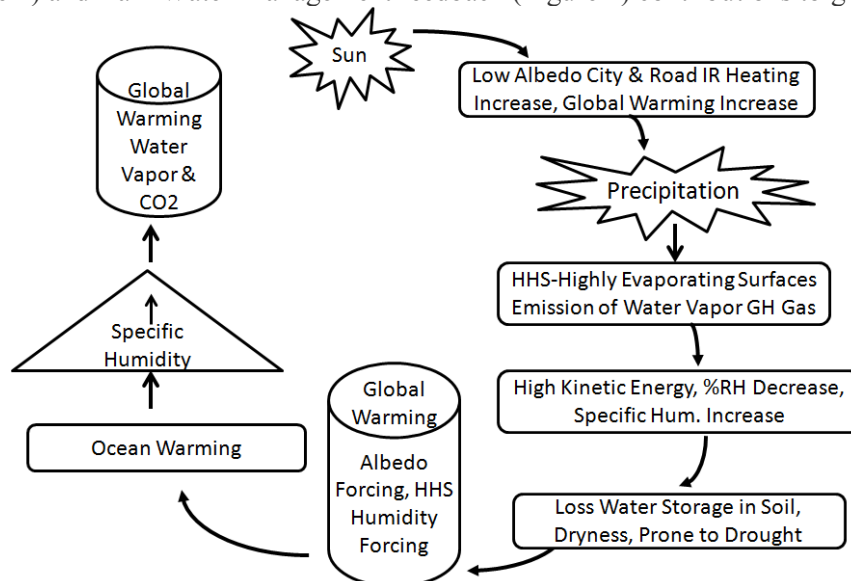 Sun
Low Albedo City & Road IR Heating
Increase, Global Warming Increase
Precipitation
HHS-Highly Evaporating Surfaces
Emission of Water Vapor GH Gas
High Kinetic Energy, %RH Decrease,
Specific Hum. Increase
Loss Water Storage in Soil,
Dryness, Prone to Drought
Global
Warming
Albedo
Forcing, HHS
Humidity
Forcing
Ocean Warming
Specific
Humidity
Global
Warming
Water
Vapor &
CO2